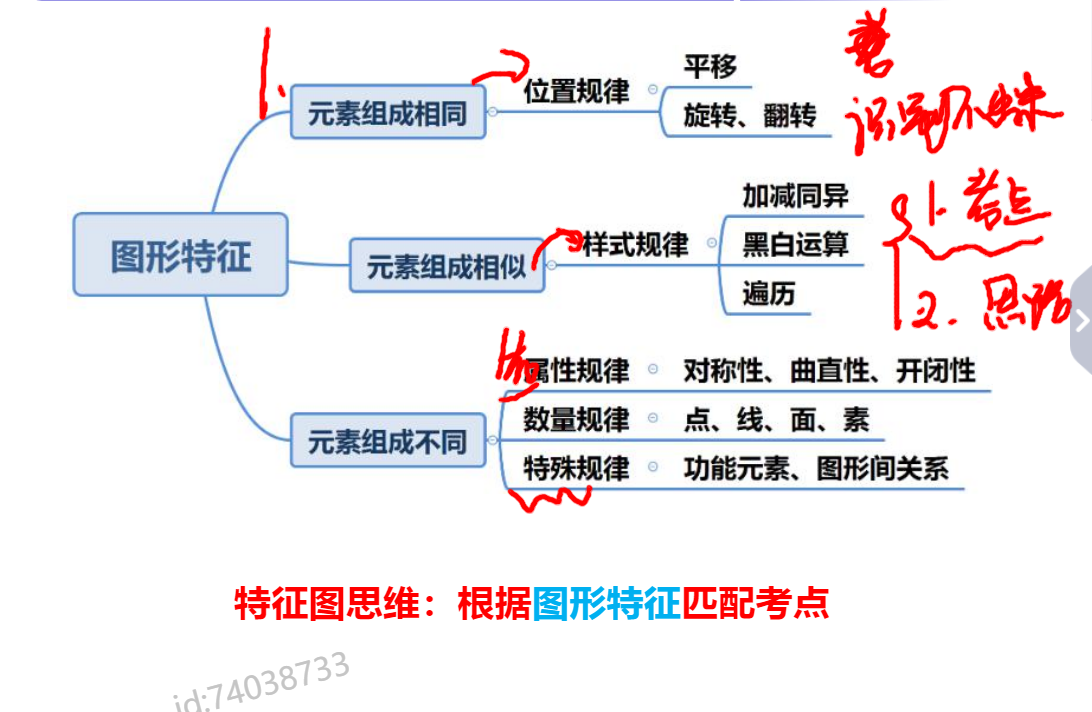 图形特征
1.
元素组成相同
位置规律
平移
旋转、翻转
元素组成相似
样式规律
加减同异
黑白运算
遍历
1. 考点
2. 思路
元素组成不同
属性规律
对称性、曲直性、开闭性
数量规律
点、线、面、素
特殊规律
功能元素、图形间关系
特征图思维：根据图形特征匹配考点
id:74038733